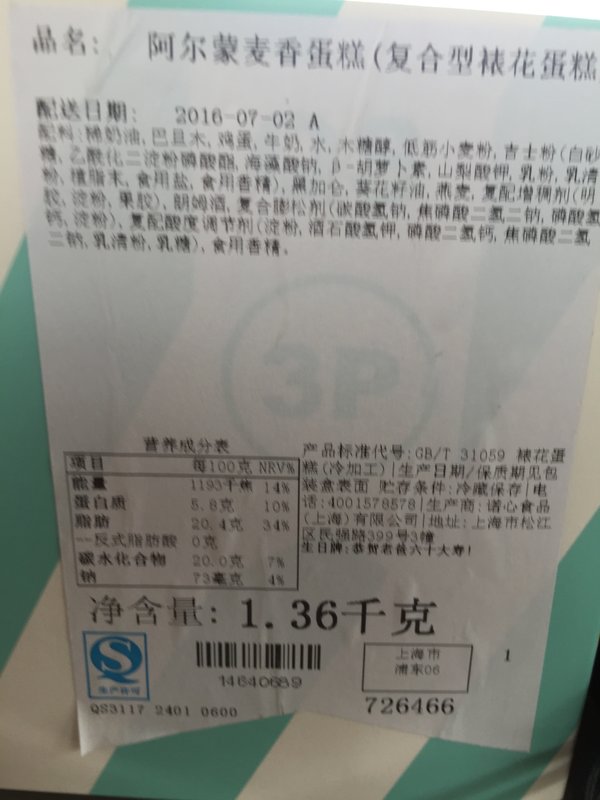 品名: 阿尔蒙麦香蛋糕(复合型裱花蛋糕
配送日期: 2016-07-02 A
配料:稀奶油,巴旦木,鸡蛋,牛奶,水,木糖醇,低筋小麦粉,吉士粉(白砂
糖,乙酰化二淀粉磷酸酯,海藻酸钠,β-胡萝卜素,山梨酸钾,乳粉,乳清
粉,植脂末,食用盐,食用香精),黑加仑,葵花籽油,燕麦,复配增稠剂(明
胶,淀粉,果胶),朗姆酒,复合膨松剂(碳酸氢钠,焦磷酸二氢二钠,磷酸氢
钙,淀粉),复配酸度调节剂(淀粉,酒石酸氢钾,磷酸二氢钙,焦磷酸二氢
二钠,乳清粉,乳糖),食用香精。
3P
营养成分表
项目 每100克 NRV%
能量 1193千焦 14%
蛋白质 5.8克 10%
脂肪 20.4克 34%
--反式脂肪酸 0克
碳水化合物 20.0克 7%
钠 73毫克 4%
产品标准代号:GB/T 31059 裱花蛋
糕(冷加工)|生产日期/保质期见包
装盒表面 贮存条件:冷藏保存|电
话:4001578578|生产商:诺心食品
(上海)有限公司|地址:上海市松江
区民强路399号3幢
生日牌:恭贺老爸六十大寿!
净含量: 1.36千克
生产许可
14640689
上海市
浦东06
1
QS3117 2401 0600
726466